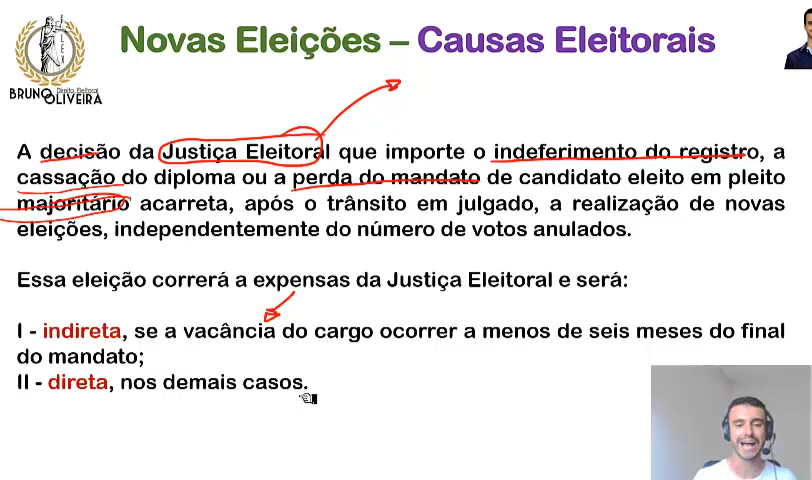 Novas Eleições – Causas Eleitorais
LEX
Direito Eleitoral
BRUNO OLIVEIRA
A decisão da Justiça Eleitoral que importe o indeferimento do registro, a
cassação do diploma ou a perda do mandato de candidato eleito em pleito
majoritário acarreta, após o trânsito em julgado, a realização de novas
eleições, independentemente do número de votos anulados.
Essa eleição correrá a expensas da Justiça Eleitoral e será:
I - indireta, se a vacância do cargo ocorrer a menos de seis meses do final
do mandato;
II - direta, nos demais casos.